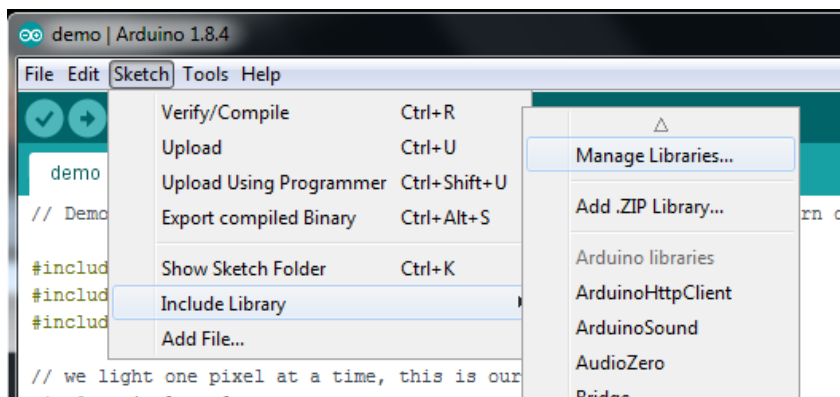 demo | Arduino 1.8.4
File Edit Sketch Tools Help
Verify/Compile Ctrl+R
Upload Ctrl+U
Upload Using Programmer Ctrl+Shift+U
Export compiled Binary Ctrl+Alt+S
Show Sketch Folder Ctrl+K
Include Library
Add File...
Manage Libraries...
Add .ZIP Library...
Arduino libraries
ArduinoHttpClient
ArduinoSound
AudioZero
demo
// Demo
#includ
#includ
#includ
// we light one pixel at a time, this is our